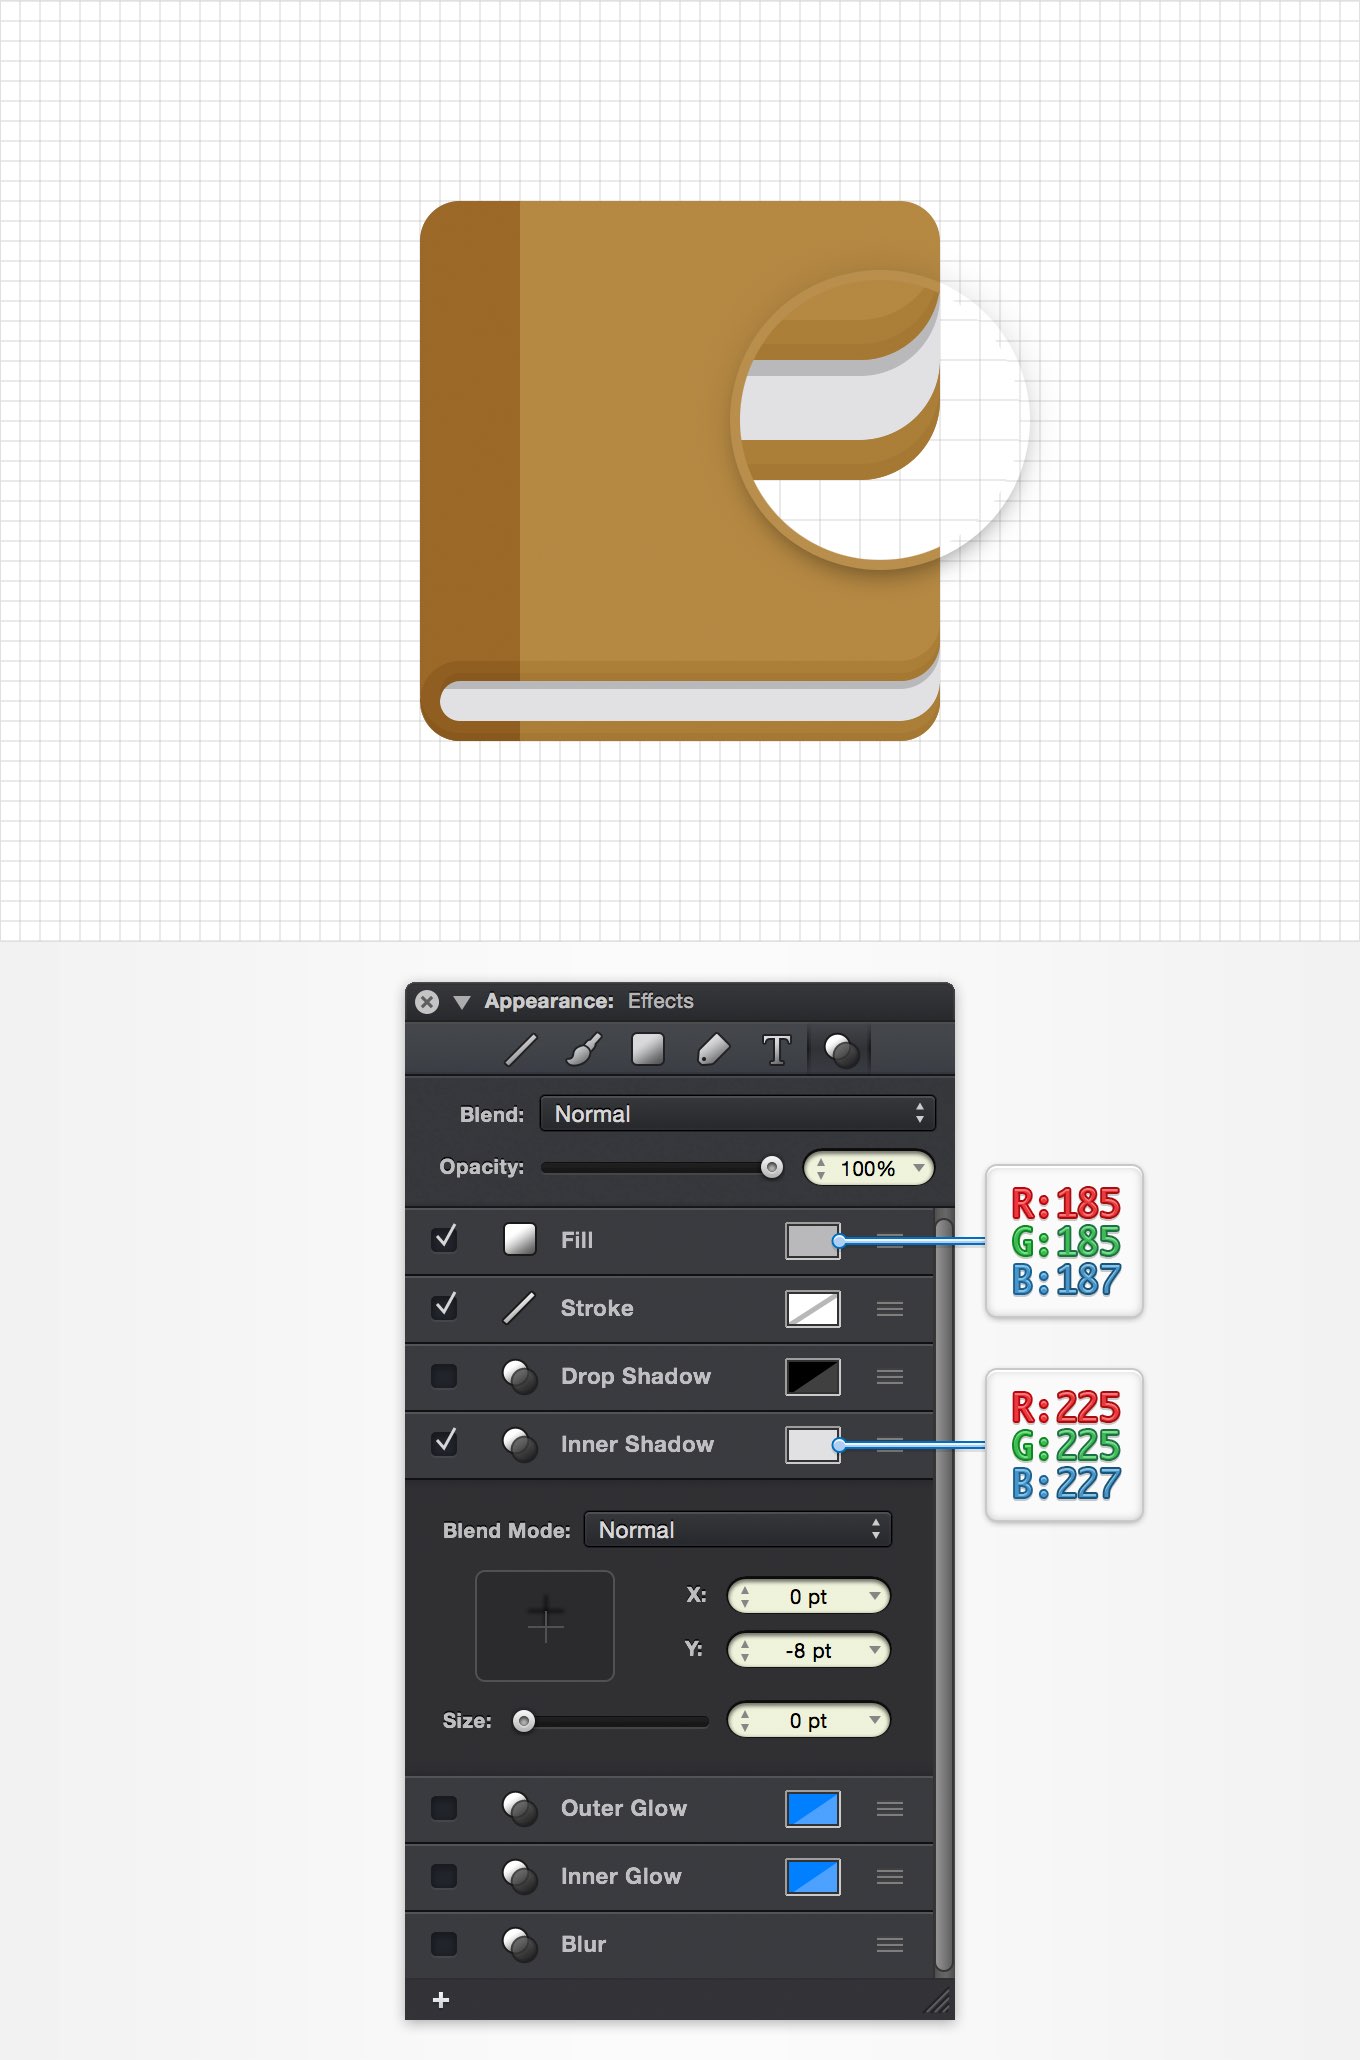 Appearance: Effects
T
Blend: Normal
Opacity: 100%
Fill
R:185
G:185
B:187
Stroke
Drop Shadow
Inner Shadow
R:225
G:225
B:227
Blend Mode: Normal
X: 0 pt
Y: -8 pt
Size: 0 pt
Outer Glow
Inner Glow
Blur